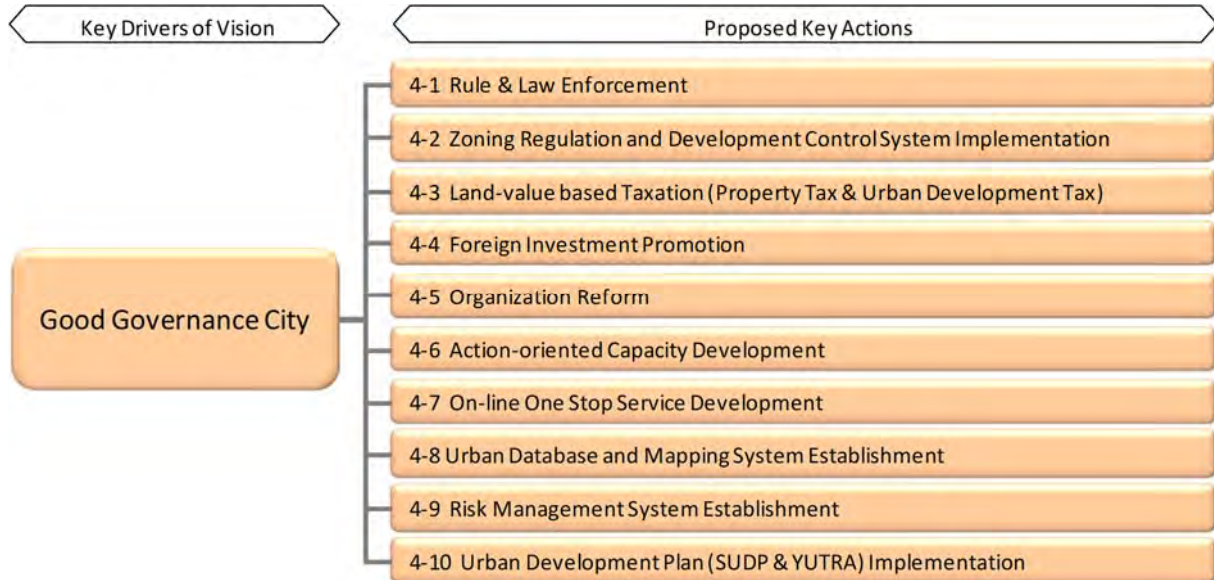 Key Drivers of Vision
Proposed Key Actions
Good Governance City
4-1 Rule & Law Enforcement
4-2 Zoning Regulation and Development Control System Implementation
4-3 Land-value based Taxation (Property Tax & Urban Development Tax)
4-4 Foreign Investment Promotion
4-5 Organization Reform
4-6 Action-oriented Capacity Development
4-7 On-line One Stop Service Development
4-8 Urban Database and Mapping System Establishment
4-9 Risk Management System Establishment
4-10 Urban Development Plan (SUDP & YUTRA) Implementation